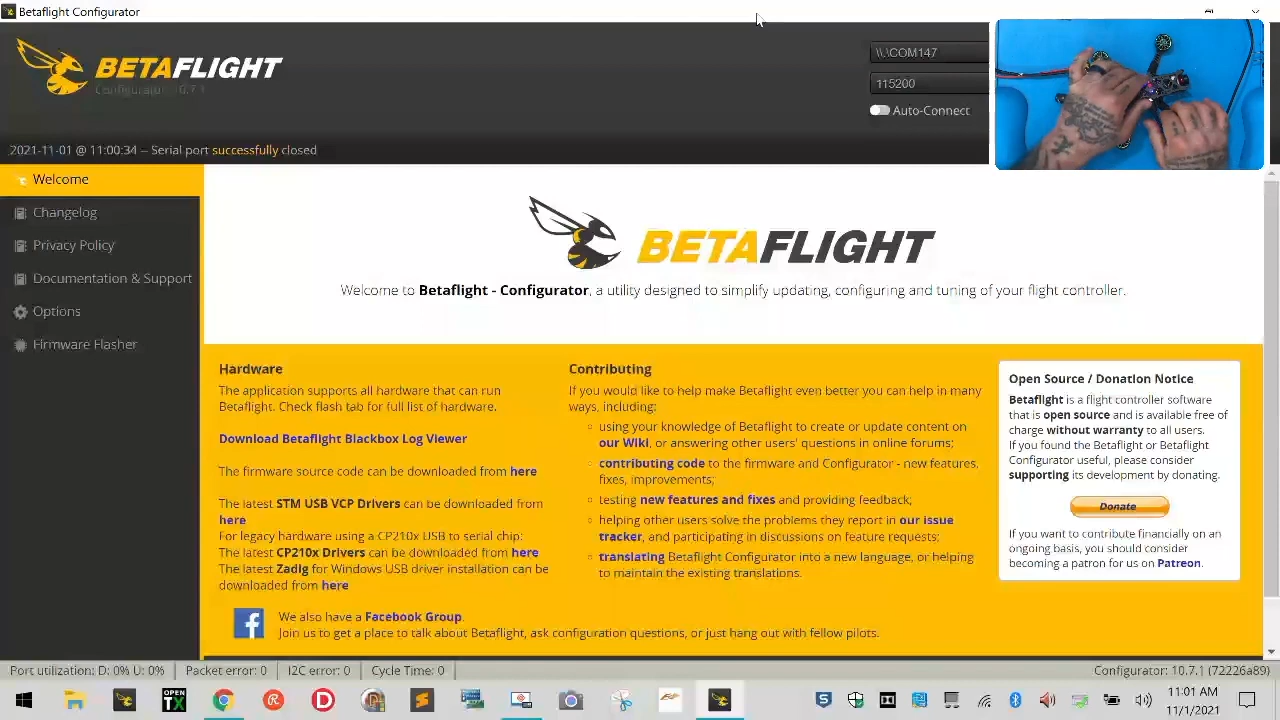 Betaflight Configurator
BETAFLIGHT
Configurator 10.7.1
\\.\COM147
115200
Auto-Connect
2021-11-01 @ 11:00:34 -- Serial port successfully closed
Welcome
Changelog
Privacy Policy
Documentation & Support
Options
Firmware Flasher
BETAFLIGHT
Welcome to Betaflight - Configurator, a utility designed to simplify updating, configuring and tuning of your flight controller.
Hardware
The application supports all hardware that can run
Betaflight. Check flash tab for full list of hardware.
Download Betaflight Blackbox Log Viewer
The firmware source code can be downloaded from here
The latest STM USB VCP Drivers can be downloaded from
here
For legacy hardware using a CP210x USB to serial chip:
The latest CP210x Drivers can be downloaded from here
The latest Zadig for Windows USB driver installation can be
downloaded from here
Contributing
If you would like to help make Betaflight even better you can help in many
ways, including:
using your knowledge of Betaflight to create or update content on
our Wiki, or answering other users' questions in online forums;
contributing code to the firmware and Configurator - new features,
fixes, improvements;
testing new features and fixes and providing feedback;
helping other users solve the problems they report in our issue
tracker, and participating in discussions on feature requests;
translating Betaflight Configurator into a new language, or helping
to maintain the existing translations.
Open Source / Donation Notice
Betaflight is a flight controller software
that is open source and is available free of
charge without warranty to all users.
If you found the Betaflight or Betaflight
Configurator useful, please consider
supporting its development by donating.
Donate
If you want to contribute financially on an
ongoing basis, you should consider
becoming a patron for us on Patreon.
We also have a Facebook Group.
Join us to get a place to talk about Betaflight, ask configuration questions, or just hang out with fellow pilots.
Port utilization: D: 0% U: 0%
Packet error: 0
I2C error: 0
Cycle Time: 0
Configurator: 10.7.1 (72226a89)
OPEN
TX
11:01 AM
11/1/2021